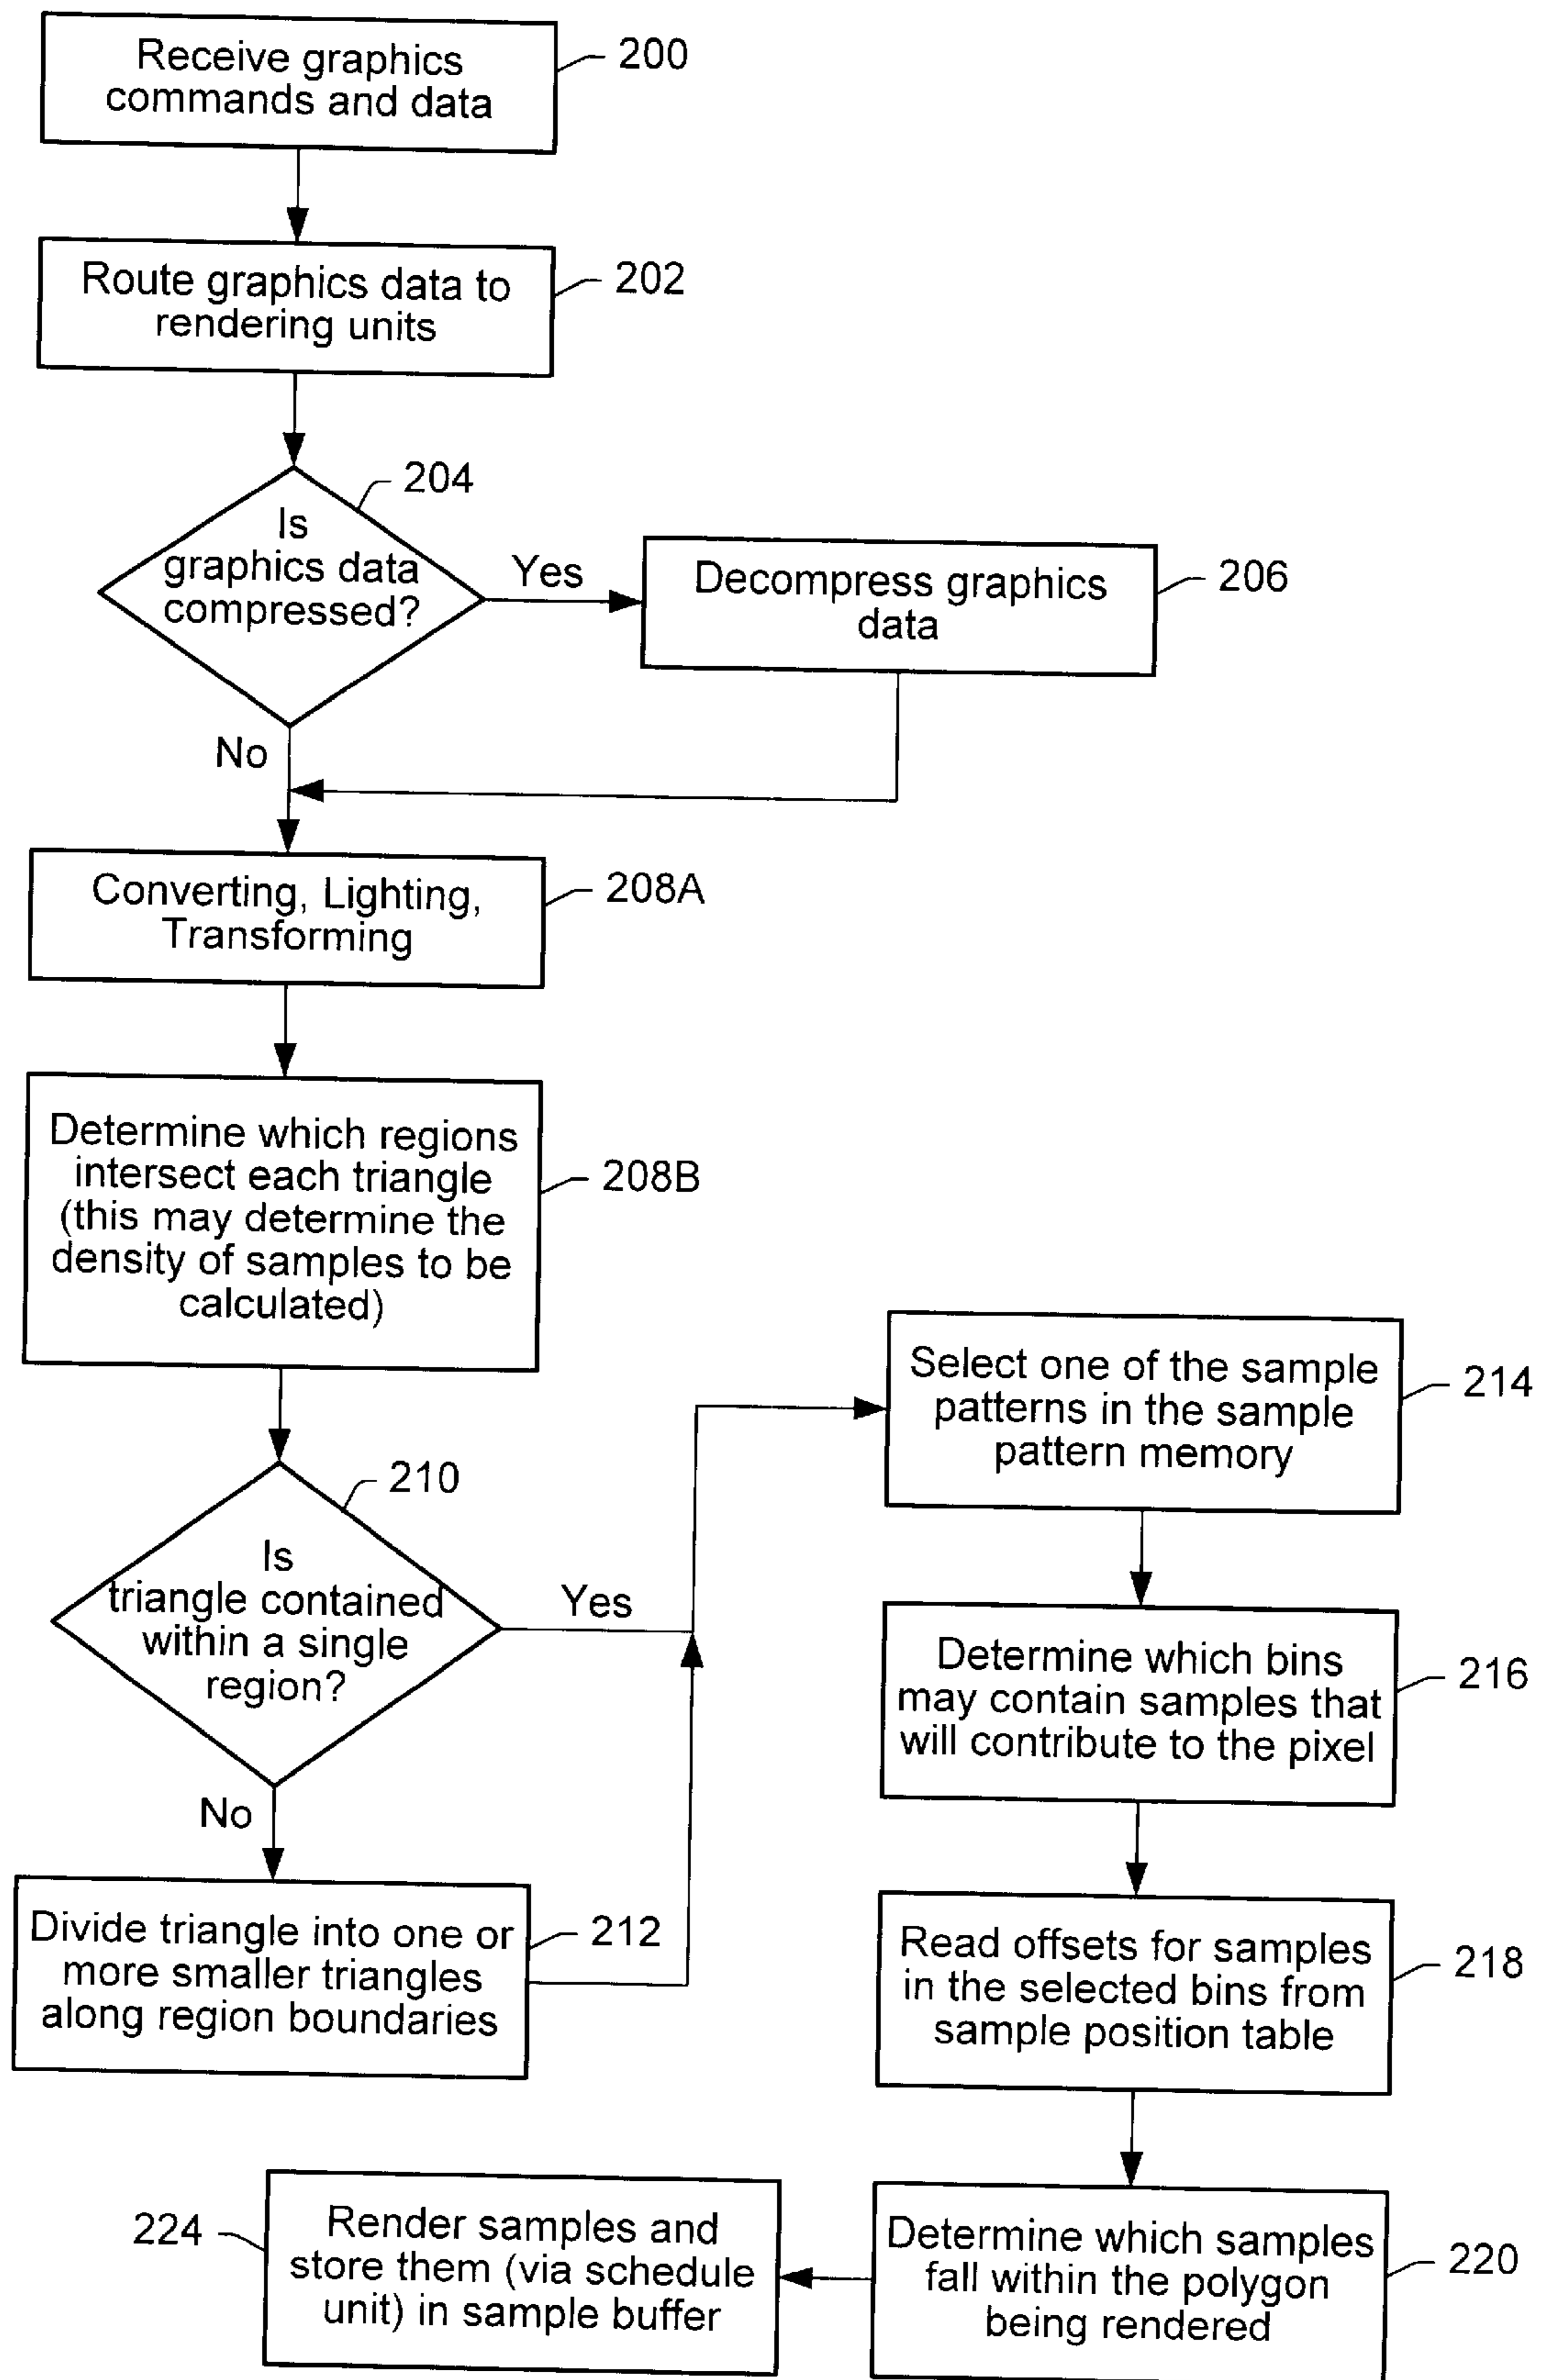 Receive graphics
commands and data
200
Route graphics data to
rendering units
202
204
Is
graphics data
compressed?
Yes
No
Decompress graphics
data
206
Converting, Lighting,
Transforming
208A
Determine which regions
intersect each triangle
(this may determine the
density of samples to be
calculated)
208B
210
Is
triangle contained
within a single
region?
Yes
No
Divide triangle into one or
more smaller triangles
along region boundaries
212
Select one of the sample
patterns in the sample
pattern memory
214
Determine which bins
may contain samples that
will contribute to the pixel
216
Read offsets for samples
in the selected bins from
sample position table
218
Determine which samples
fall within the polygon
being rendered
220
224
Render samples and
store them (via schedule
unit) in sample buffer